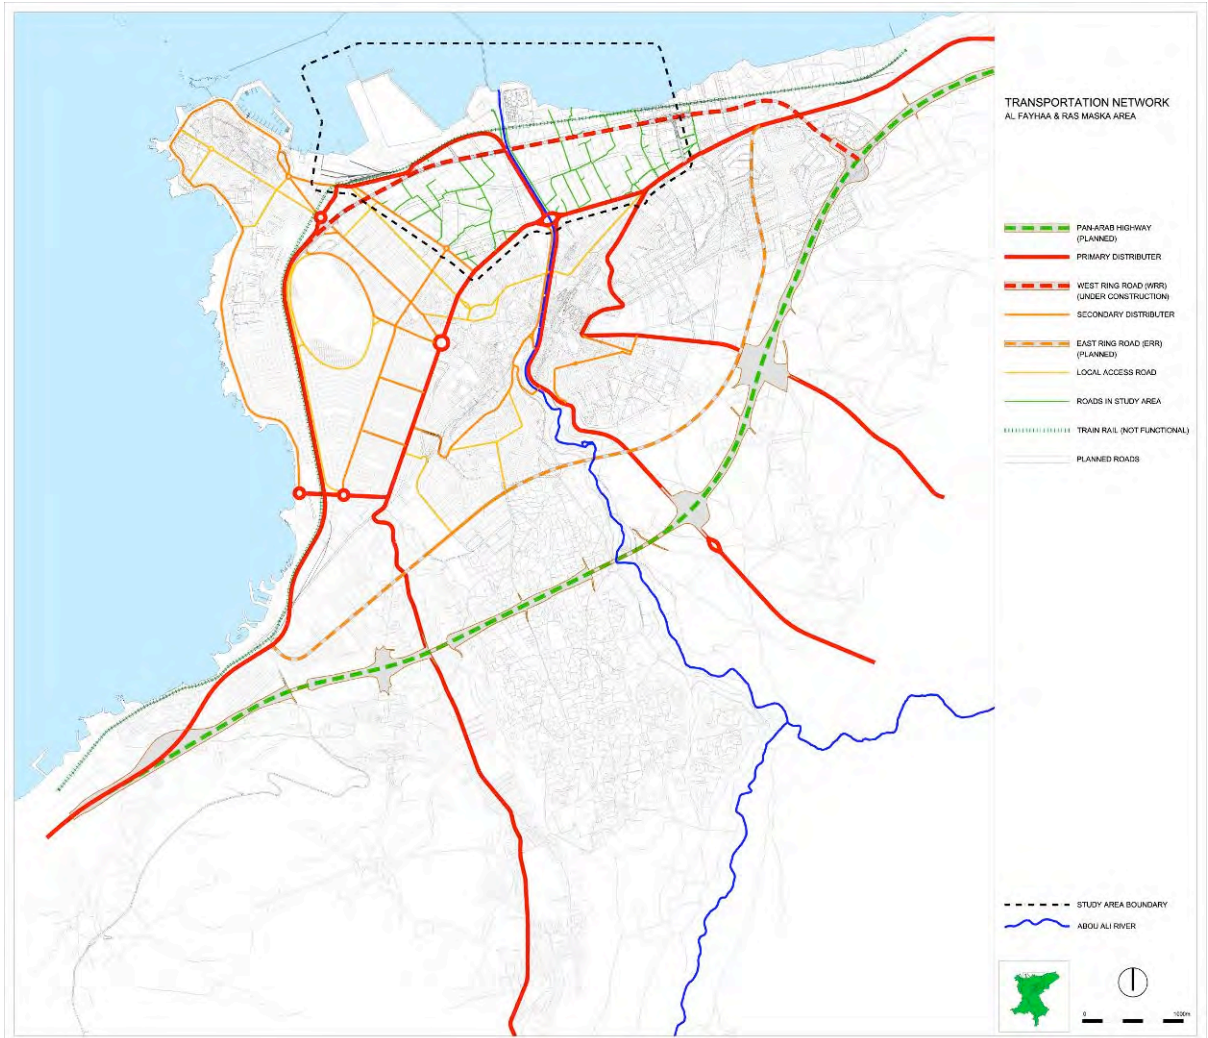 TRANSPORTATION NETWORK
AL FAYHAA & RAS MASKA AREA
PAN-ARAB HIGHWAY
(PLANNED)
PRIMARY DISTRIBUTER
WEST RING ROAD (WRR)
(UNDER CONSTRUCTION)
SECONDARY DISTRIBUTER
EAST RING ROAD (ERR)
(PLANNED)
LOCAL ACCESS ROAD
ROADS IN STUDY AREA
TRAIN RAIL (NOT FUNCTIONAL)
PLANNED ROADS
STUDY AREA BOUNDARY
ABOU ALI RIVER
0 1000m